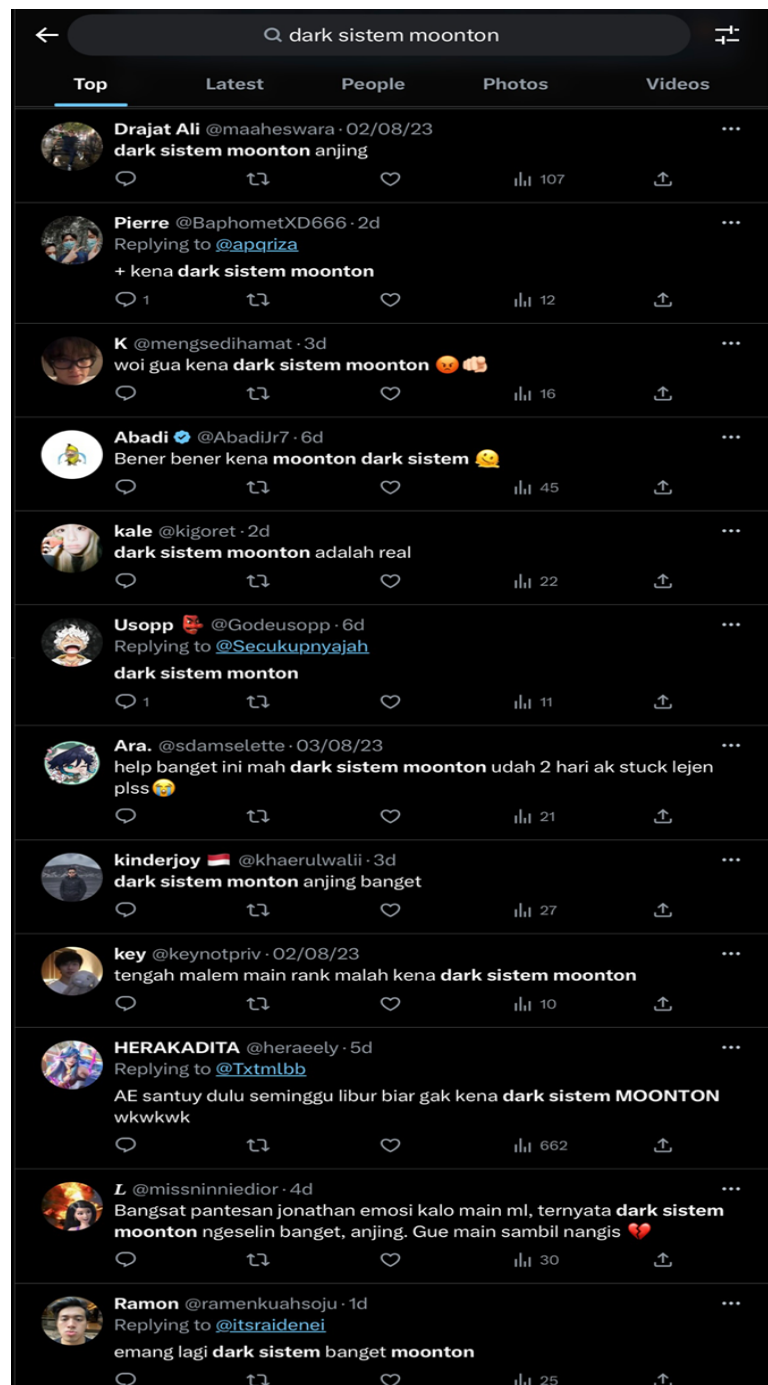 dark sistem moonton
Top Latest People Photos Videos
Drajat Ali @maaheswara · 02/08/23
dark sistem moonton anjing
107
Pierre @BaphometXD666 · 2d
Replying to @apqriza
+ kena dark sistem moonton
1 12
K @mengsedihamat · 3d
woi gua kena dark sistem moonton 😡🫵
16
Abadi @AbadiJr7 · 6d
Bener bener kena moonton dark sistem 🫠
45
kale @kigoret · 2d
dark sistem moonton adalah real
22
Usopp 👺 @Godeusopp · 6d
Replying to @Secukupnyajah
dark sistem monton
1 11
Ara. @sdamselette · 03/08/23
help banget ini mah dark sistem moonton udah 2 hari ak stuck lejen
plss😭
21
kinderjoy 🇮🇩 @khaerulwalii · 3d
dark sistem monton anjing banget
27
key @keynotpriv · 02/08/23
tengah malem main rank malah kena dark sistem moonton
10
HERAKADITA @heraeely · 5d
Replying to @Txtmlbb
AE santuy dulu seminggu libur biar gak kena dark sistem MOONTON
wkwkwk
662
L @missninniedior · 4d
Bangsat pantesan jonathan emosi kalo main ml, ternyata dark sistem
moonton ngeselin banget, anjing. Gue main sambil nangis 💔
30
Ramon @ramenkuahsoju · 1d
Replying to @itsraidenei
emang lagi dark sistem banget moonton
25